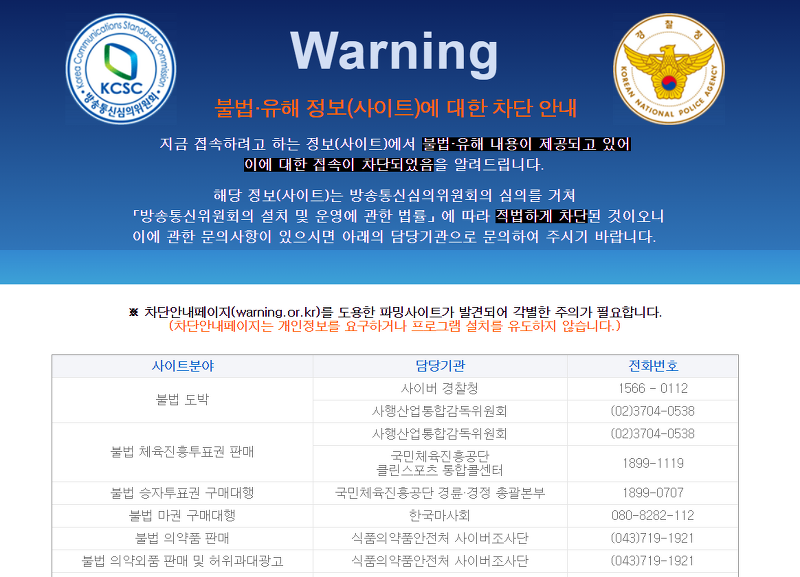 Korea Communications Standards Commission
KCSC
방송통신심의위원회
Warning
경찰청
KOREAN NATIONAL POLICE AGENCY
불법·유해 정보(사이트)에 대한 차단 안내
지금 접속하려고 하는 정보(사이트)에서 불법·유해 내용이 제공되고 있어
이에 대한 접속이 차단되었음을 알려드립니다.
해당 정보(사이트)는 방송통신심의위원회의 심의를 거쳐
「방송통신위원회의 설치 및 운영에 관한 법률」에 따라 적법하게 차단된 것이오니
이에 관한 문의사항이 있으시면 아래의 담당기관으로 문의하여 주시기 바랍니다.
※ 차단안내페이지(warning.or.kr)를 도용한 파밍사이트가 발견되어 각별한 주의가 필요합니다.
(차단안내페이지는 개인정보를 요구하거나 프로그램 설치를 유도하지 않습니다.)
사이트분야 담당기관 전화번호
불법 도박 사이버 경찰청 1566 - 0112
사행산업통합감독위원회 (02)3704-0538
불법 체육진흥투표권 판매 사행산업통합감독위원회 (02)3704-0538
국민체육진흥공단
클린스포츠 통합콜센터 1899-1119
불법 승자투표권 구매대행 국민체육진흥공단 경륜·경정 총괄본부 1899-0707
불법 마권 구매대행 한국마사회 080-8282-112
불법 의약품 판매 식품의약품안전처 사이버조사단 (043)719-1921
불법 의약외품 판매 및 허위과대광고 식품의약품안전처 사이버조사단 (043)719-1921